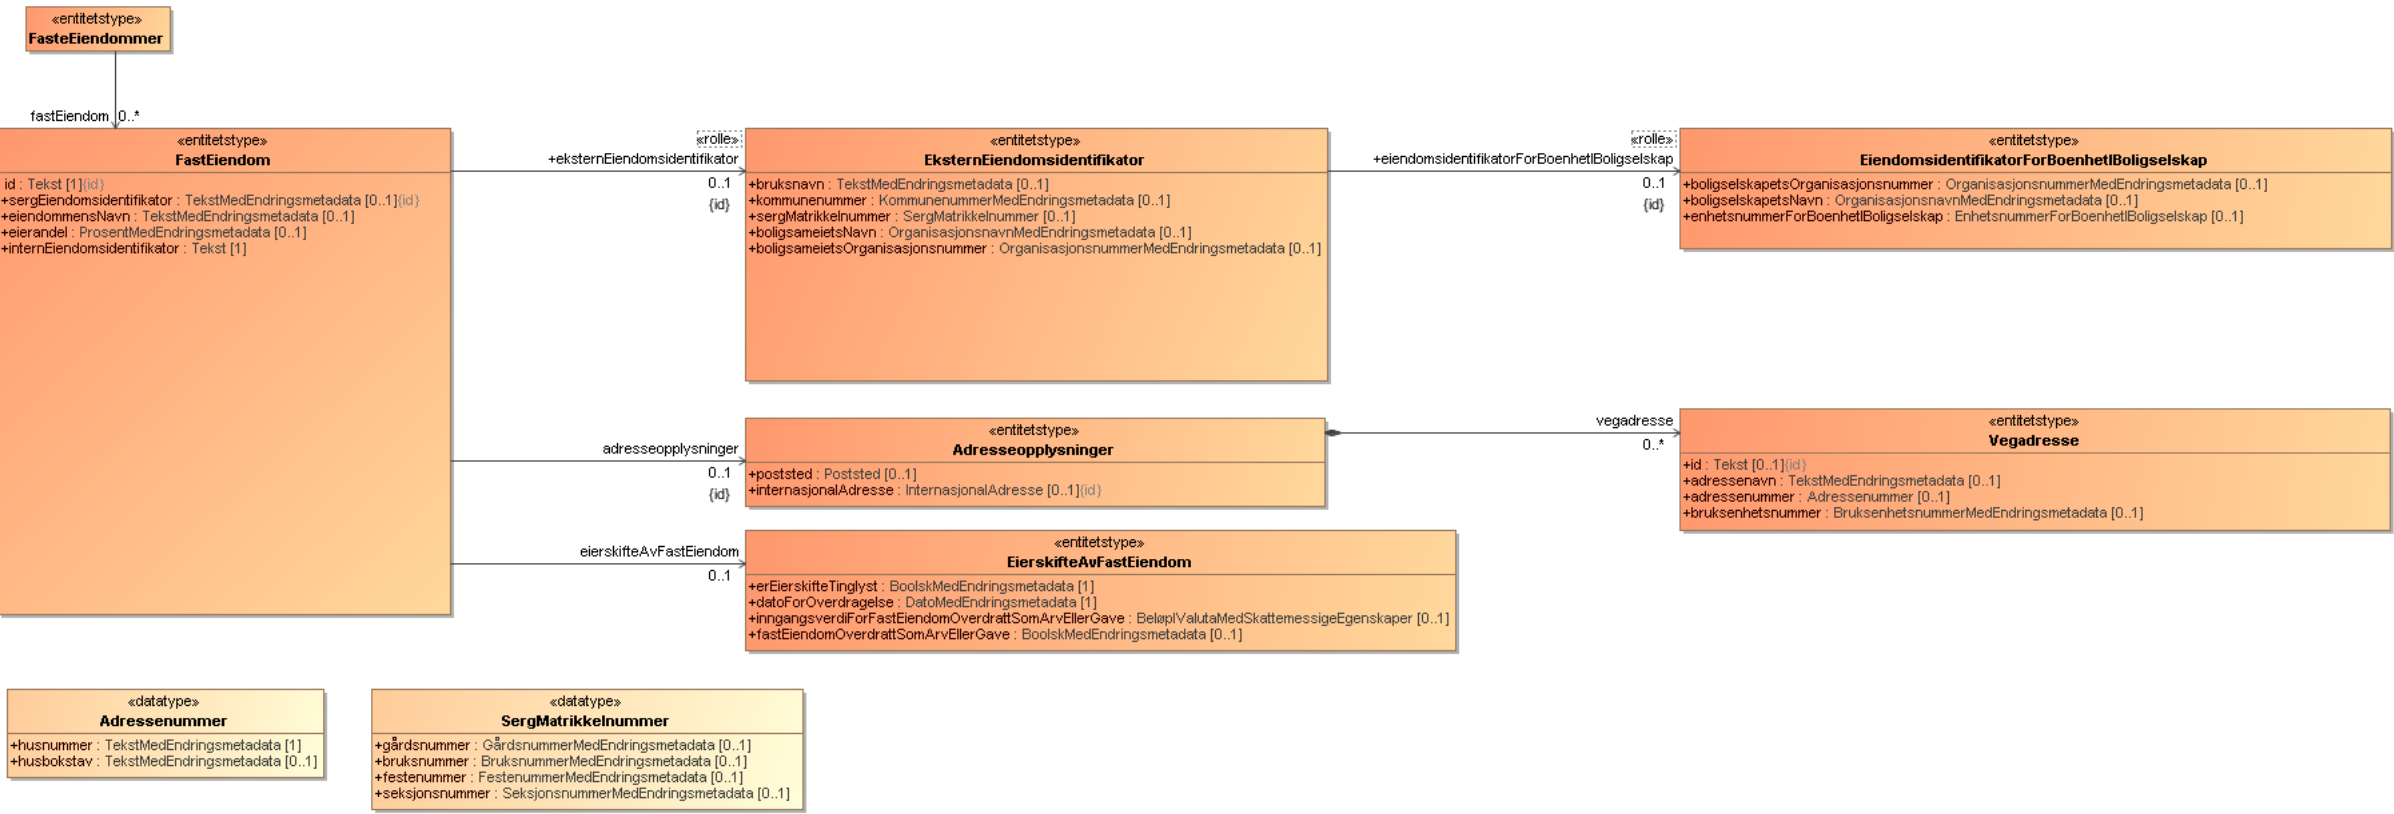 «entitetstype»
FasteEiendommer
fastEiendom 0..*
«entitetstype»
FastEiendom
id : Tekst [1]{id}
+sergEiendomsidentifikator : TekstMedEndringsmetadata [0..1]{id}
+eiendommensNavn : TekstMedEndringsmetadata [0..1]
+eierandel : ProsentMedEndringsmetadata [0..1]
+internEiendomsidentifikator : Tekst [1]
«rolle»
+eksternEiendomsidentifikator
0..1
{id}
«entitetstype»
EksternEiendomsidentifikator
+bruksnavn : TekstMedEndringsmetadata [0..1]
+kommunenummer : KommunenummerMedEndringsmetadata [0..1]
+sergMatrikkelnummer : SergMatrikkelnummer [0..1]
+boligsameietsNavn : OrganisasjonsnavnMedEndringsmetadata [0..1]
+boligsameietsOrganisasjonsnummer : OrganisasjonsnummerMedEndringsmetadata [0..1]
«rolle»
+eiendomsidentifikatorForBoenhetIBoligselskap
0..1
{id}
«entitetstype»
EiendomsidentifikatorForBoenhetIBoligselskap
+boligselskapetsOrganisasjonsnummer : OrganisasjonsnummerMedEndringsmetadata [0..1]
+boligselskapetsNavn : OrganisasjonsnavnMedEndringsmetadata [0..1]
+enhetsnummerForBoenhetIBoligselskap : EnhetsnummerForBoenhetIBoligselskap [0..1]
adresseopplysninger
0..1
{id}
«entitetstype»
Adresseopplysninger
+poststed : Poststed [0..1]
+internasjonalAdresse : InternasjonalAdresse [0..1]{id}
vegadresse
0..*
«entitetstype»
Vegadresse
+id : Tekst [0..1]{id}
+adressenavn : TekstMedEndringsmetadata [0..1]
+adressenummer : Adressenummer [0..1]
+bruksenhetsnummer : BruksenhetsnummerMedEndringsmetadata [0..1]
eierskifteAvFastEiendom
0..1
«entitetstype»
EierskifteAvFastEiendom
+erEierskifteTinglyst : BoolskMedEndringsmetadata [1]
+datoForOverdragelse : DatoMedEndringsmetadata [1]
+inngangsverdiForFastEiendomOverdrattSomArvEllerGave : BeløpIValutaMedSkattemessigeEgenskaper [0..1]
+fastEiendomOverdrattSomArvEllerGave : BoolskMedEndringsmetadata [0..1]
«datatype»
Adressenummer
+husnummer : TekstMedEndringsmetadata [1]
+husbokstav : TekstMedEndringsmetadata [0..1]
«datatype»
SergMatrikkelnummer
+gårdsnummer : GårdsnummerMedEndringsmetadata [0..1]
+bruksnummer : BruksnummerMedEndringsmetadata [0..1]
+festenummer : FestenummerMedEndringsmetadata [0..1]
+seksjonsnummer : SeksjonsnummerMedEndringsmetadata [0..1]